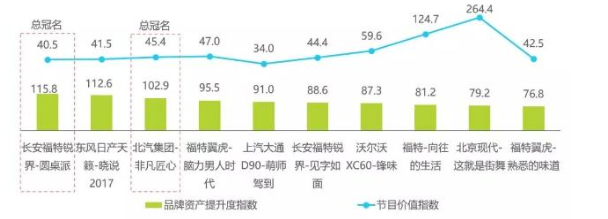 总冠名 总冠名
40.5 41.5 45.4 47.0 34.0 44.4 59.6 124.7 264.4 42.5
115.8 112.6 102.9 95.5 91.0 88.6 87.3 81.2 79.2 76.8
长安福特锐 东风日产天 北汽集团- 福特翼虎- 上汽大通 长安福特锐 沃尔沃 福特-向往 北京现代- 福特翼虎-
界-圆桌派 籁-晓说 非凡匠心 脑力男人时 D90-萌师 界-见字如 XC60-锋味 的生活 这就是街舞 熟悉的味道
2017 代 驾到 面
品牌资产提升度指数 节目价值指数